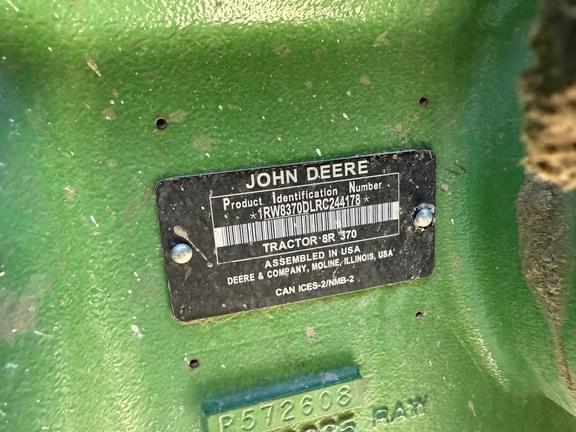 JOHN DEERE
Product Identification Number
*1RW8370DLRC244178*
TRACTOR 8R 370
ASSEMBLED IN USA
DEERE & COMPANY, MOLINE, ILLINOIS, USA
CAN ICES-2/NMB-2
P572608
RAW